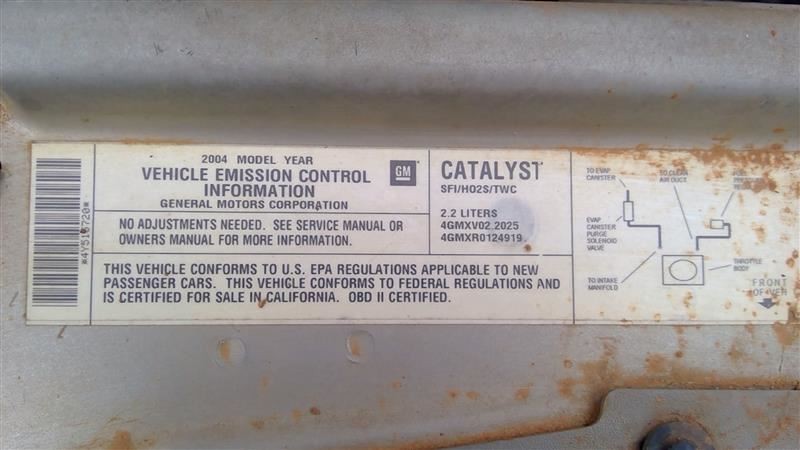 *4Y516720*
2004 MODEL YEAR
VEHICLE EMISSION CONTROL
INFORMATION
GENERAL MOTORS CORPORATION
GM
NO ADJUSTMENTS NEEDED. SEE SERVICE MANUAL OR
OWNERS MANUAL FOR MORE INFORMATION.
THIS VEHICLE CONFORMS TO U.S. EPA REGULATIONS APPLICABLE TO NEW
PASSENGER CARS. THIS VEHICLE CONFORMS TO FEDERAL REGULATIONS AND
IS CERTIFIED FOR SALE IN CALIFORNIA. OBD II CERTIFIED.
CATALYST
SFI/HO2S/TWC
2.2 LITERS
4GMXV02.2025
4GMXR0124919
TO EVAP
CANISTER
TO CLEAN
AIR DUCT
PRESSURE
EVAP
CANISTER
PURGE
SOLENOID
VALVE
TO INTAKE
MANIFOLD
THROTTLE
BODY
FRONT
OF VEH